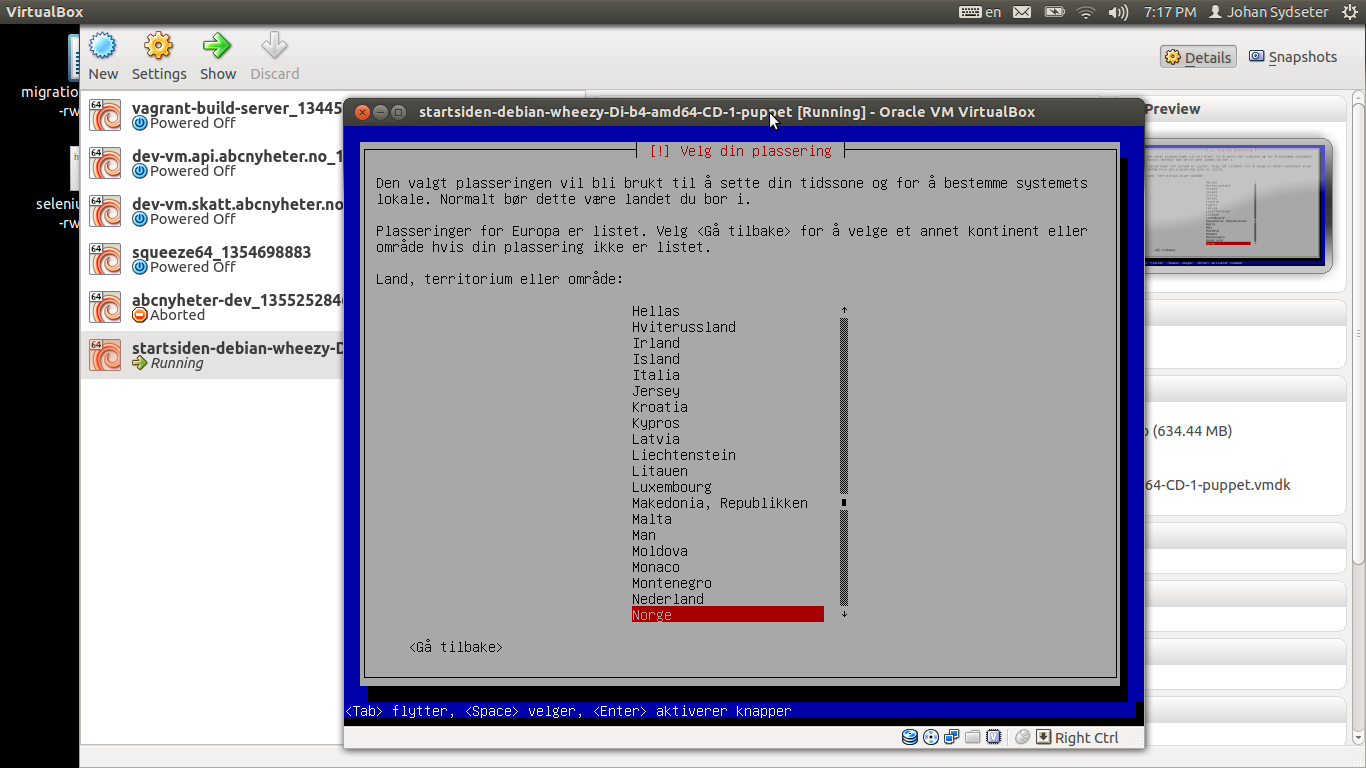 VirtualBox
en
7:17 PM
Johan Sydseter
migratio
-rw
seleniu
-rw
New
Settings
Show
Discard
Details
Snapshots
64 vagrant-build-server_13445
Powered Off
64 dev-vm.api.abcnyheter.no_1
Powered Off
64 dev-vm.skatt.abcnyheter.no
Powered Off
64 squeeze64_1354698883
Powered Off
64 abcnyheter-dev_135525284
Aborted
64 startsiden-debian-wheezy-D
Running
startsiden-debian-wheezy-Di-b4-amd64-CD-1-puppet [Running] - Oracle VM VirtualBox
[!] Velg din plassering
Den valgt plasseringen vil bli brukt til å sette din tidssone og for å bestemme systemets
lokale. Normalt bør dette være landet du bor i.
Plasseringer for Europa er listet. Velg <Gå tilbake> for å velge et annet kontinent eller
område hvis din plassering ikke er listet.
Land, territorium eller område:
Hellas
Hviterussland
Irland
Island
Italia
Jersey
Kroatia
Kypros
Latvia
Liechtenstein
Litauen
Luxembourg
Makedonia, Republikken
Malta
Man
Moldova
Monaco
Montenegro
Nederland
Norge
<Gå tilbake>
<Tab> flytter, <Space> velger, <Enter> aktiverer knapper
Right Ctrl
Preview
(634.44 MB)
64-CD-1-puppet.vmdk